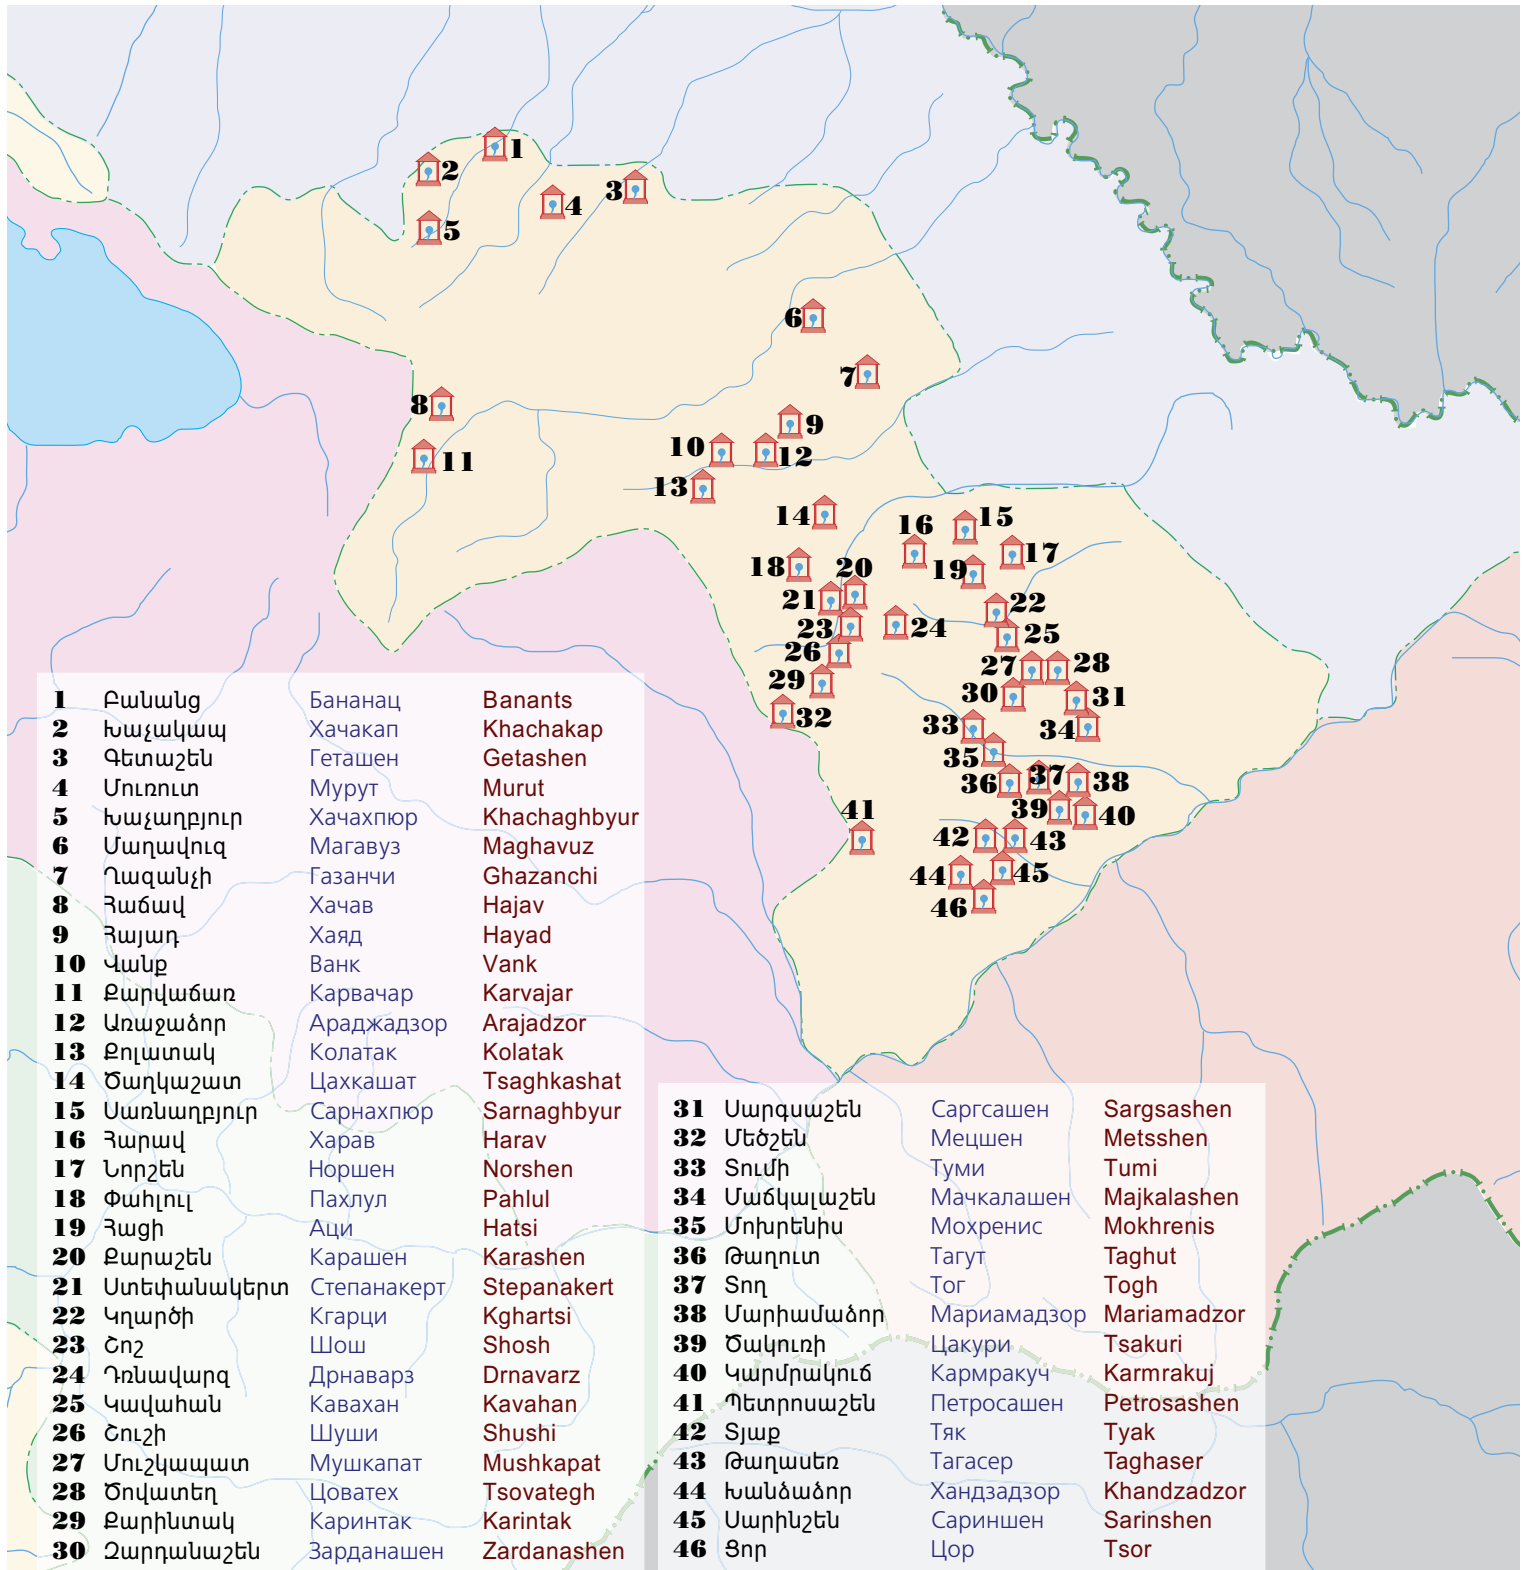 1
2
3
4
5
6
7
8
9
10
11
12
13
14
15
16
17
18
19
20
21
22
23
24
25
26
27
28
29
30
31
32
33
34
35
36
37
38
39
40
41
42
43
44
45
46
1 Բանանց Бананац Banants
2 Խաչակապ Хачакап Khachakap
3 Գետաշեն Геташен Getashen
4 Մուռուտ Мурут Murut
5 Խաչաղբյուր Хачахпюр Khachaghbyur
6 Մաղավուզ Магавуз Maghavuz
7 Ղազանչի Газанчи Ghazanchi
8 Հաճավ Хачав Hajav
9 Հայադ Хаяд Hayad
10 Վանք Ванк Vank
11 Քարվաճառ Карвачар Karvajar
12 Առաջաձոր Араджадзор Arajadzor
13 Քոլատակ Колатак Kolatak
14 Ծաղկաշատ Цахкашат Tsaghkashat
15 Սառնաղբյուր Сарнахпюр Sarnaghbyur
16 Հարավ Харав Harav
17 Նորշեն Норшен Norshen
18 Փահլուլ Пахлул Pahlul
19 Հացի Аци Hatsi
20 Քարաշեն Карашен Karashen
21 Ստեփանակերտ Степанакерт Stepanakert
22 Կղարծի Кгарци Kghartsi
23 Շոշ Шош Shosh
24 Դռնավարզ Дрнаварз Drnavarz
25 Կավահան Кавахан Kavahan
26 Շուշի Шуши Shushi
27 Մուշկապատ Мушкапат Mushkapat
28 Ծովատեղ Цоватех Tsovategh
29 Քարինտակ Каринтак Karintak
30 Զարդանաշեն Зарданашен Zardanashen
31 Սարգսաշեն Саргсашен Sargsashen
32 Մեծշեն Мецшен Metsshen
33 Տումի Туми Tumi
34 Մաճկալաշեն Мачкалашен Majkalashen
35 Մոխրենիս Мохренис Mokhrenis
36 Թաղուտ Тагут Taghut
37 Տող Тог Togh
38 Մարիամաձոր Мариамадзор Mariamadzor
39 Ծակուռի Цакури Tsakuri
40 Կարմրակուճ Кармракуч Karmrakuj
41 Պետրոսաշեն Петросашен Petrosashen
42 Տյաք Тяк Tyak
43 Թաղասեռ Тагасер Taghaser
44 Խանձաձոր Хандзадзор Khandzadzor
45 Սարինշեն Сариншен Sarinshen
46 Ցոր Цор Tsor